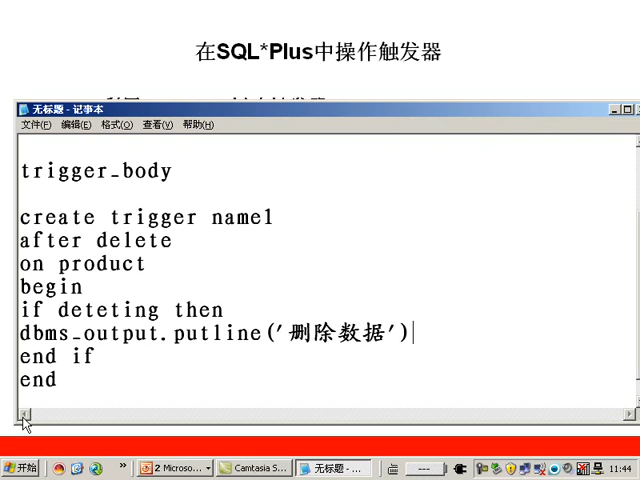 在SQL*Plus中操作触发器
无标题 - 记事本
文件(F) 编辑(E) 格式(O) 查看(V) 帮助(H)
trigger_body
create trigger name1
after delete
on product
begin
if deteting then
dbms_output.putline('删除数据')
end if
end
开始 » 2 Microso... Camtasia S... 无标题 - ... --- 11:44